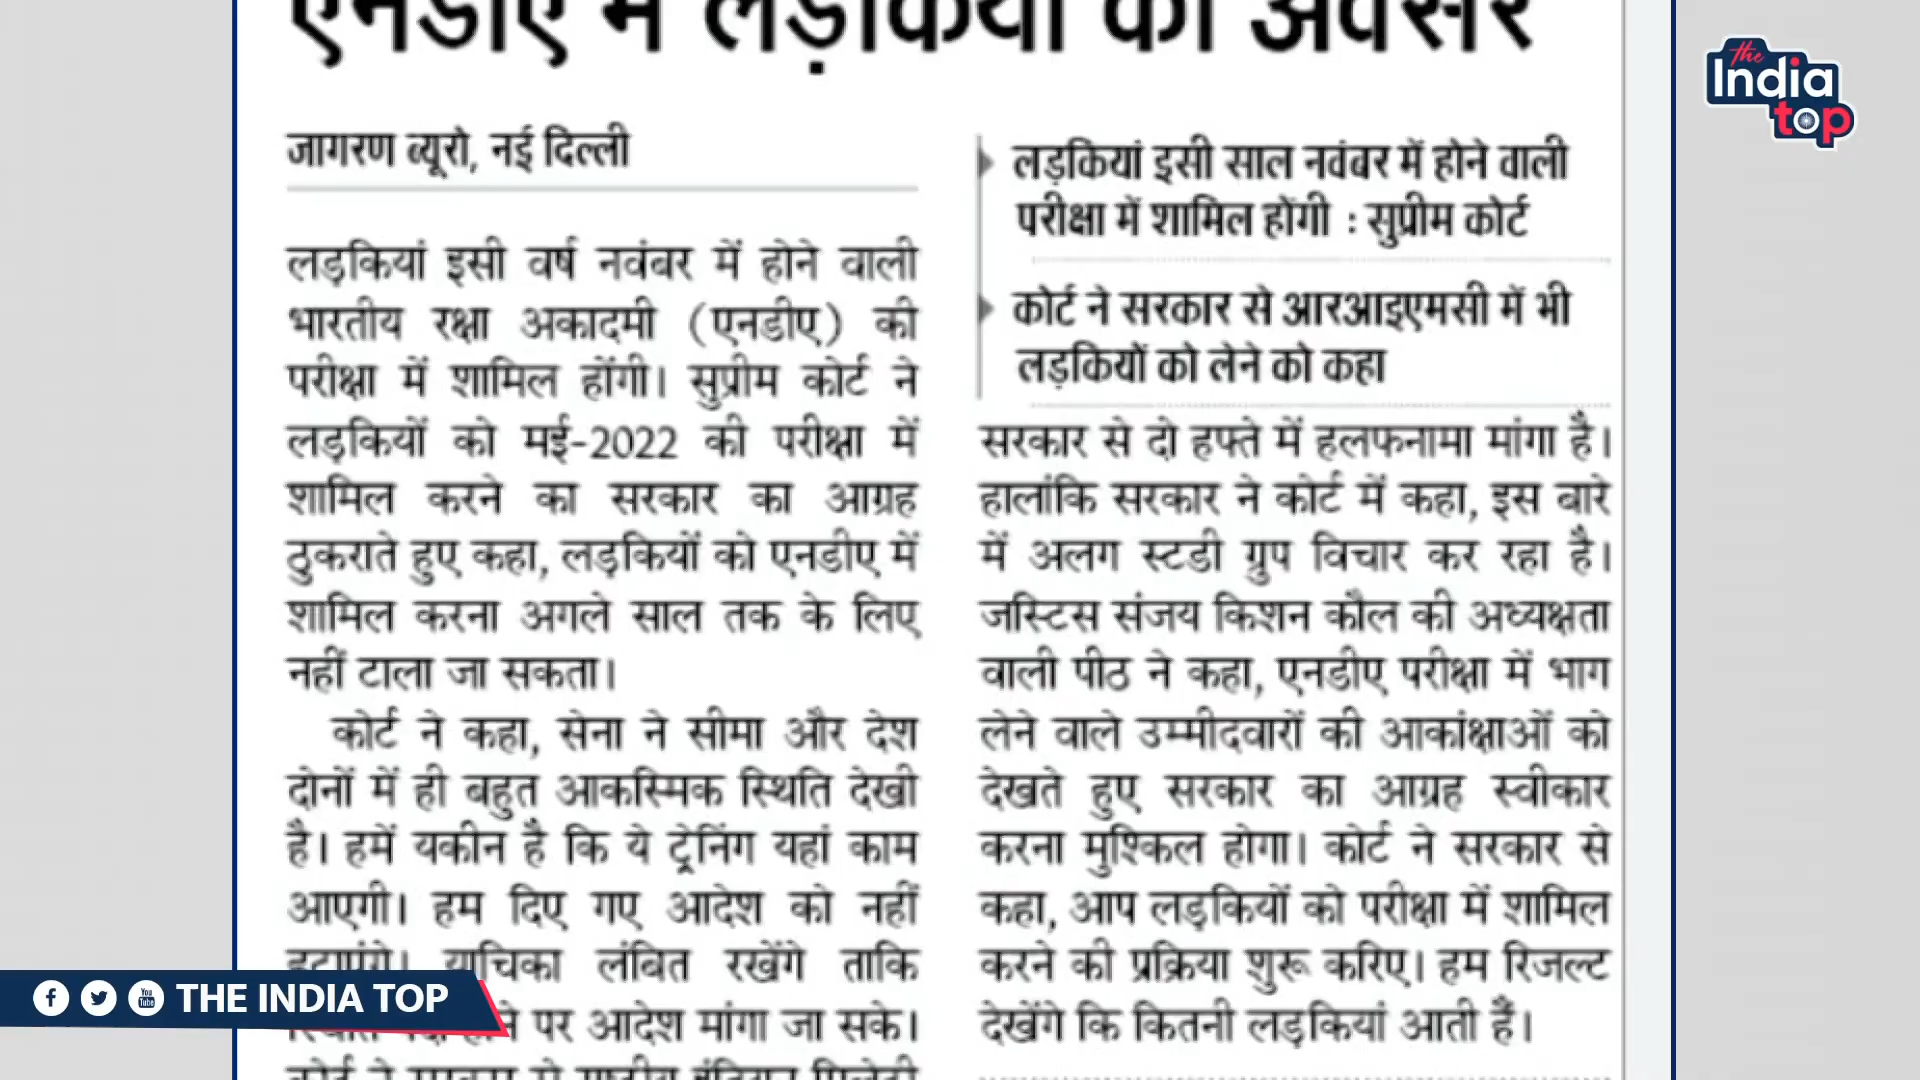 एनडीए में लड़कियों को अवसर
the
India
top
जागरण ब्यूरो, नई दिल्ली
लड़कियां इसी वर्ष नवंबर में होने वाली
भारतीय रक्षा अकादमी (एनडीए) की
परीक्षा में शामिल होंगी। सुप्रीम कोर्ट ने
लड़कियों को मई-2022 की परीक्षा में
शामिल करने का सरकार का आग्रह
ठुकराते हुए कहा, लड़कियों को एनडीए में
शामिल करना अगले साल तक के लिए
नहीं टाला जा सकता।
कोर्ट ने कहा, सेना ने सीमा और देश
दोनों में ही बहुत आकस्मिक स्थिति देखी
है। हमें यकीन है कि ये ट्रेनिंग यहां काम
आएगी। हम दिए गए आदेश को नहीं
हटाएंगे। याचिका लंबित रखेंगे ताकि
पर आदेश मांगा जा सके।
लड़कियां इसी साल नवंबर में होने वाली
परीक्षा में शामिल होंगी : सुप्रीम कोर्ट
कोर्ट ने सरकार से आरआइएमसी में भी
लड़कियों को लेने को कहा
सरकार से दो हफ्ते में हलफनामा मांगा है।
हालांकि सरकार ने कोर्ट में कहा, इस बारे
में अलग स्टडी ग्रुप विचार कर रहा है।
जस्टिस संजय किशन कौल की अध्यक्षता
वाली पीठ ने कहा, एनडीए परीक्षा में भाग
लेने वाले उम्मीदवारों की आकांक्षाओं को
देखते हुए सरकार का आग्रह स्वीकार
करना मुश्किल होगा। कोर्ट ने सरकार से
कहा, आप लड़कियों को परीक्षा में शामिल
करने की प्रक्रिया शुरू करिए। हम रिजल्ट
देखेंगे कि कितनी लड़कियां आती हैं।
You
Tube
THE INDIA TOP